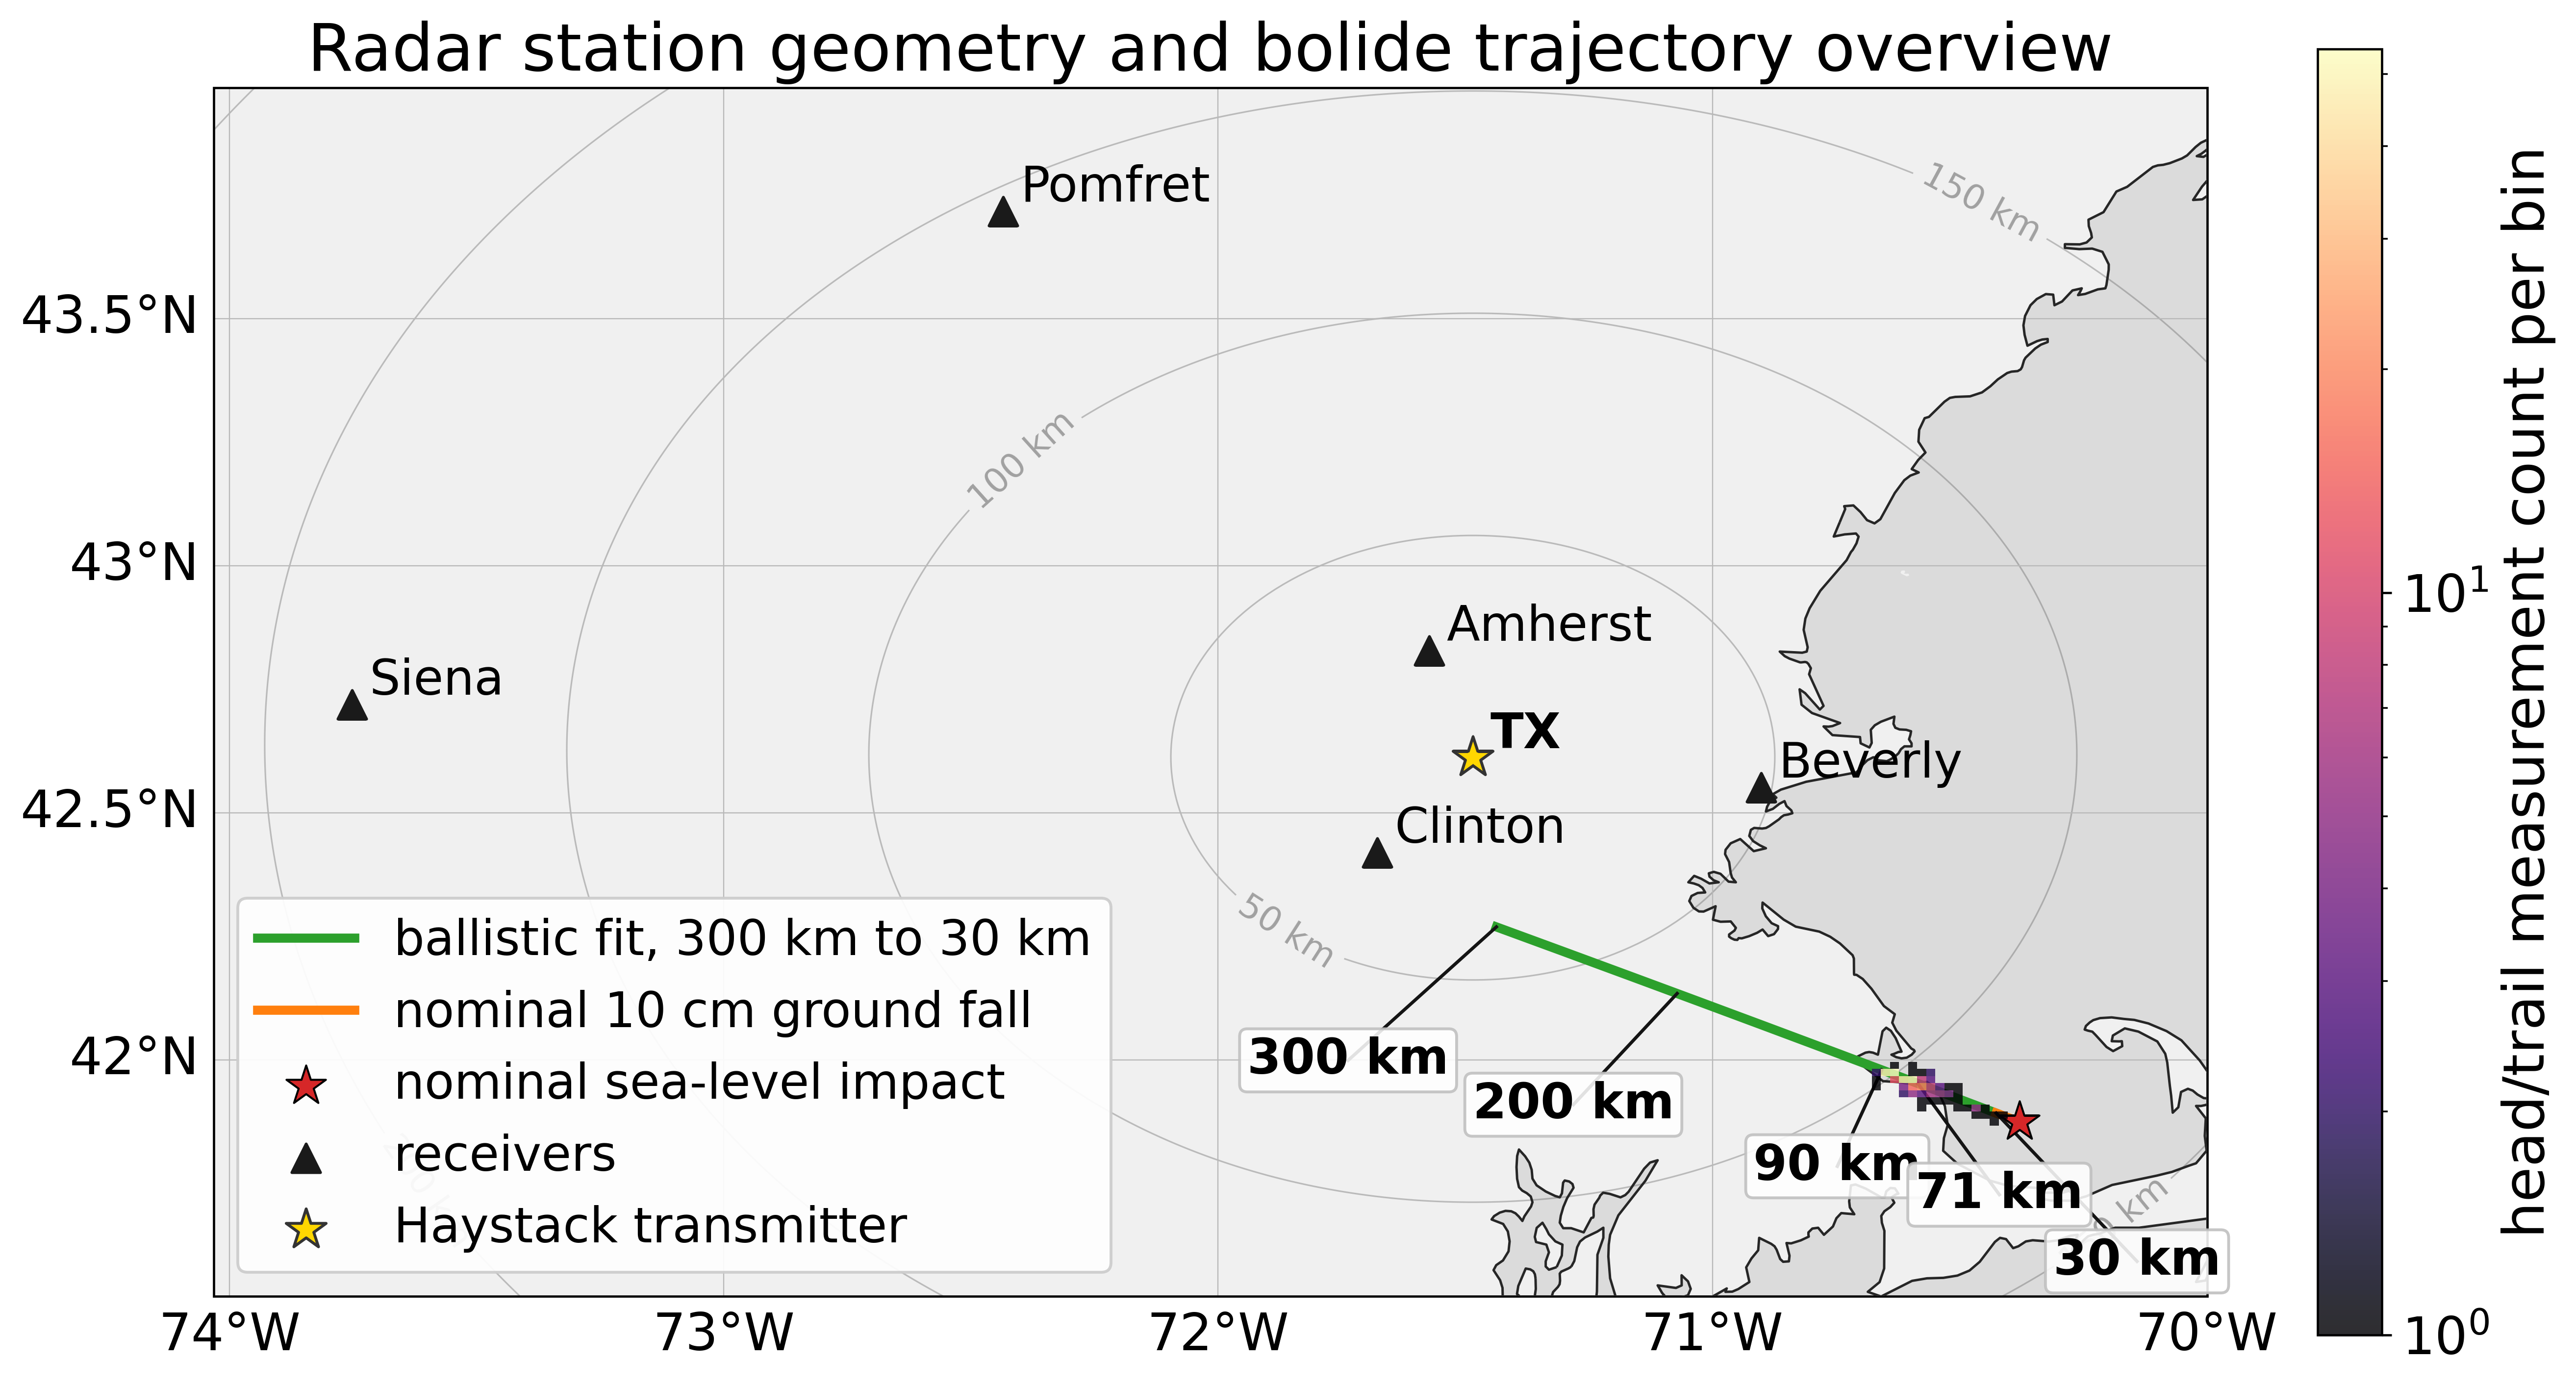 Radar station geometry and bolide trajectory overview
150 km
Pomfret
43.5°N
100 km
43°N
Amherst
Siena
TX
Beverly
42.5°N
Clinton
50 km
ballistic fit, 300 km to 30 km
nominal 10 cm ground fall
nominal sea-level impact
receivers
Haystack transmitter
42°N
300 km
200 km
90 km
71 km
km
30 km
74°W
73°W
72°W
71°W
70°W
10¹
10⁰
head/trail measurement count per bin